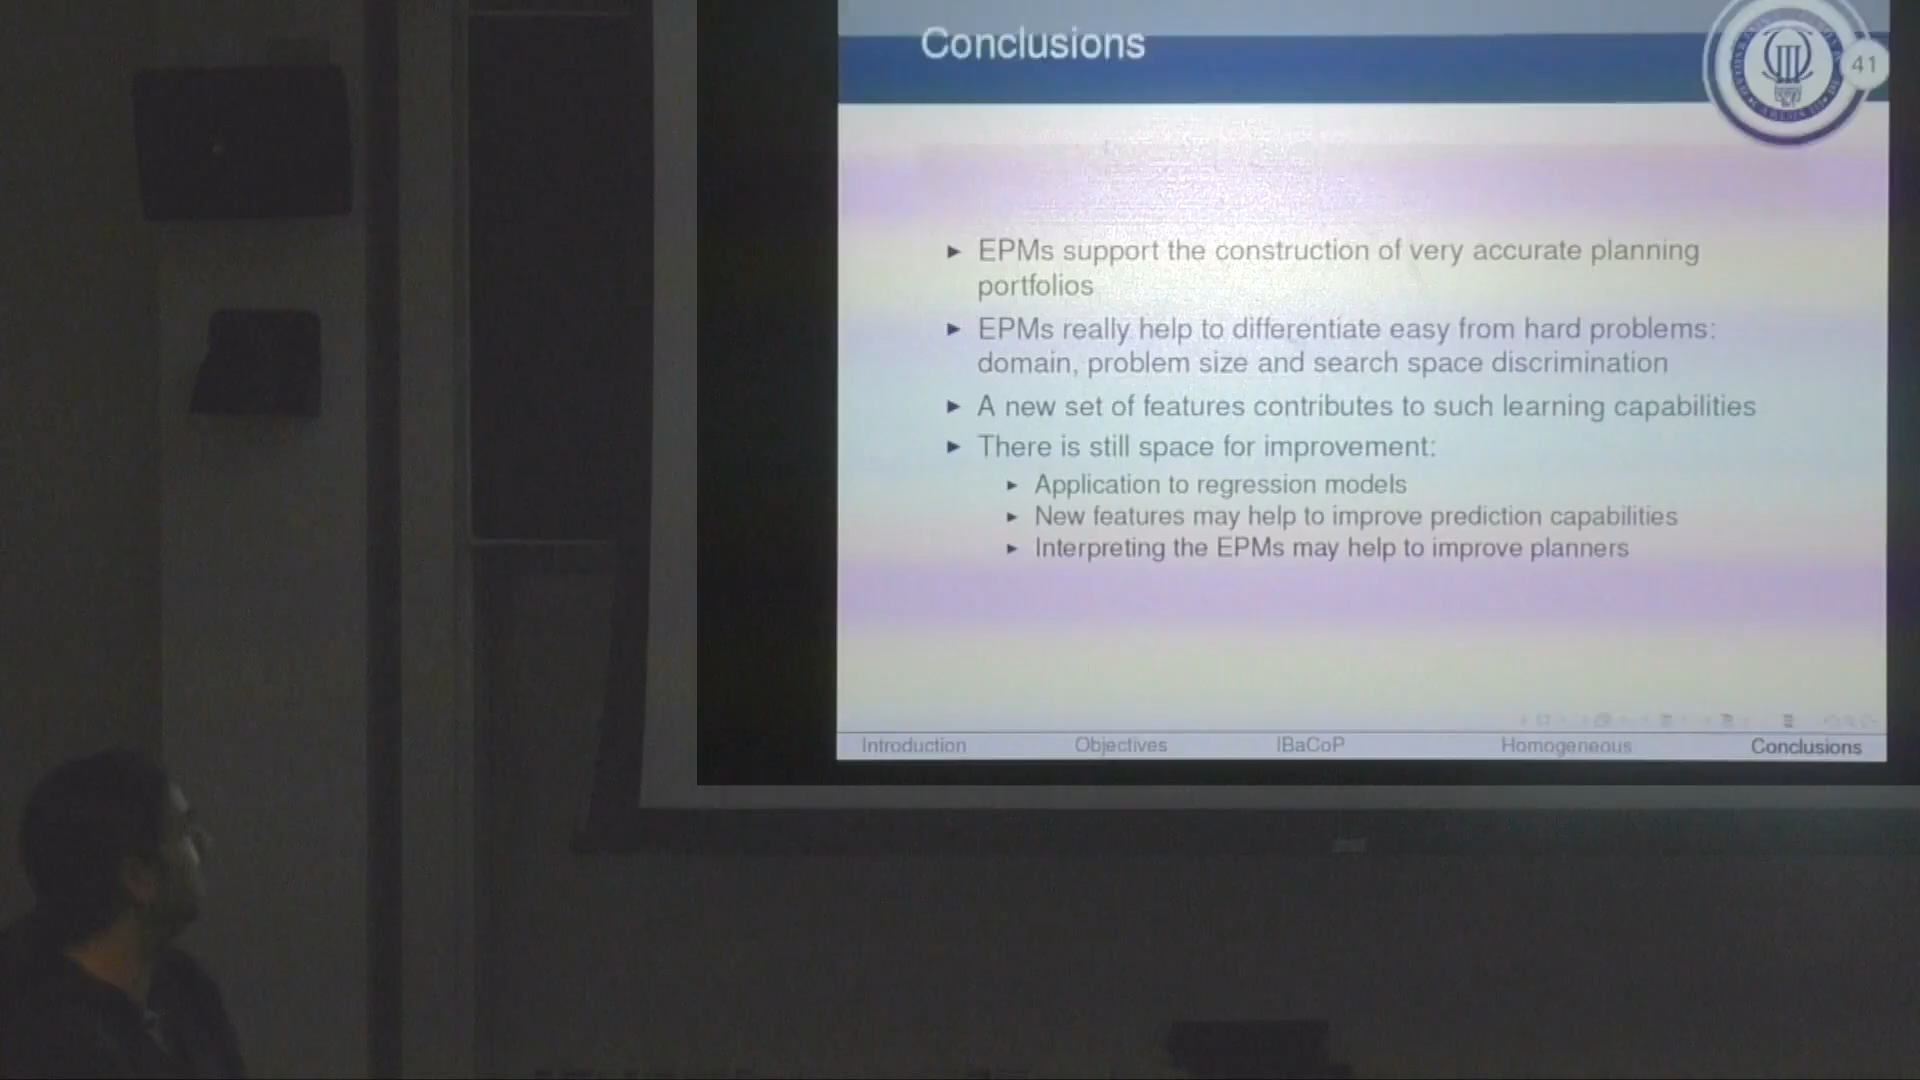 Conclusions
41
► EPMs support the construction of very accurate planning
portfolios
► EPMs really help to differentiate easy from hard problems:
domain, problem size and search space discrimination
► A new set of features contributes to such learning capabilities
► There is still space for improvement:
► Application to regression models
► New features may help to improve prediction capabilities
► Interpreting the EPMs may help to improve planners
Introduction Objectives IBaCoP Homogeneous Conclusions